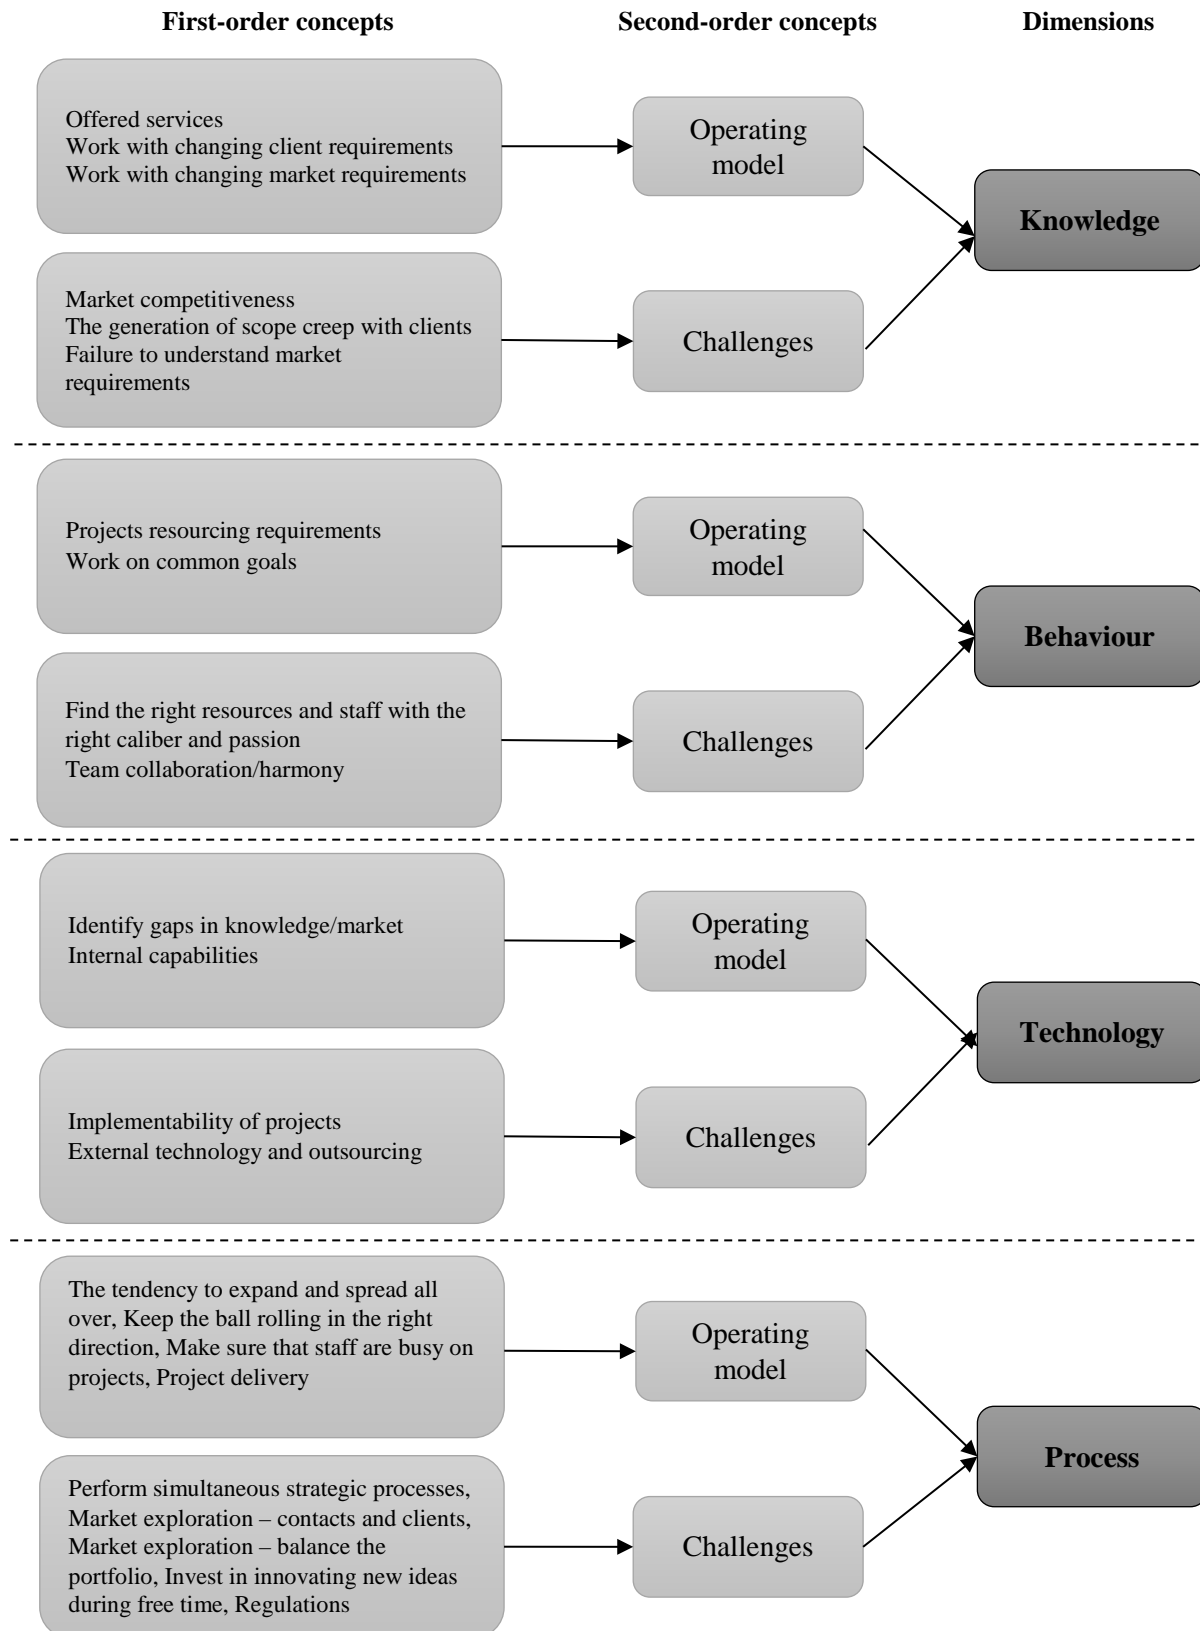 First-order concepts Second-order concepts Dimensions
Offered services
Work with changing client requirements
Work with changing market requirements
Operating
model
Knowledge
Market competitiveness
The generation of scope creep with clients
Failure to understand market
requirements
Challenges
Projects resourcing requirements
Work on common goals
Operating
model
Behaviour
Find the right resources and staff with the
right caliber and passion
Team collaboration/harmony
Challenges
Identify gaps in knowledge/market
Internal capabilities
Operating
model
Technology
Implementability of projects
External technology and outsourcing
Challenges
The tendency to expand and spread all
over, Keep the ball rolling in the right
direction, Make sure that staff are busy on
projects, Project delivery
Operating
model
Process
Perform simultaneous strategic processes,
Market exploration – contacts and clients,
Market exploration – balance the
portfolio, Invest in innovating new ideas
during free time, Regulations
Challenges